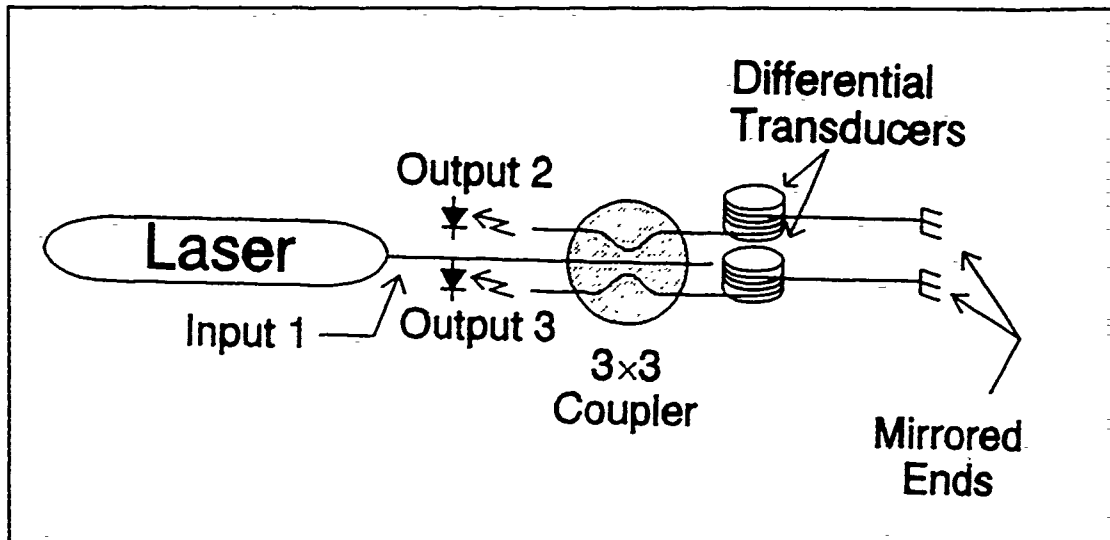 Differential
Transducers
Output 2
Laser
Input 1
Output 3
3×3
Coupler
Mirrored
Ends